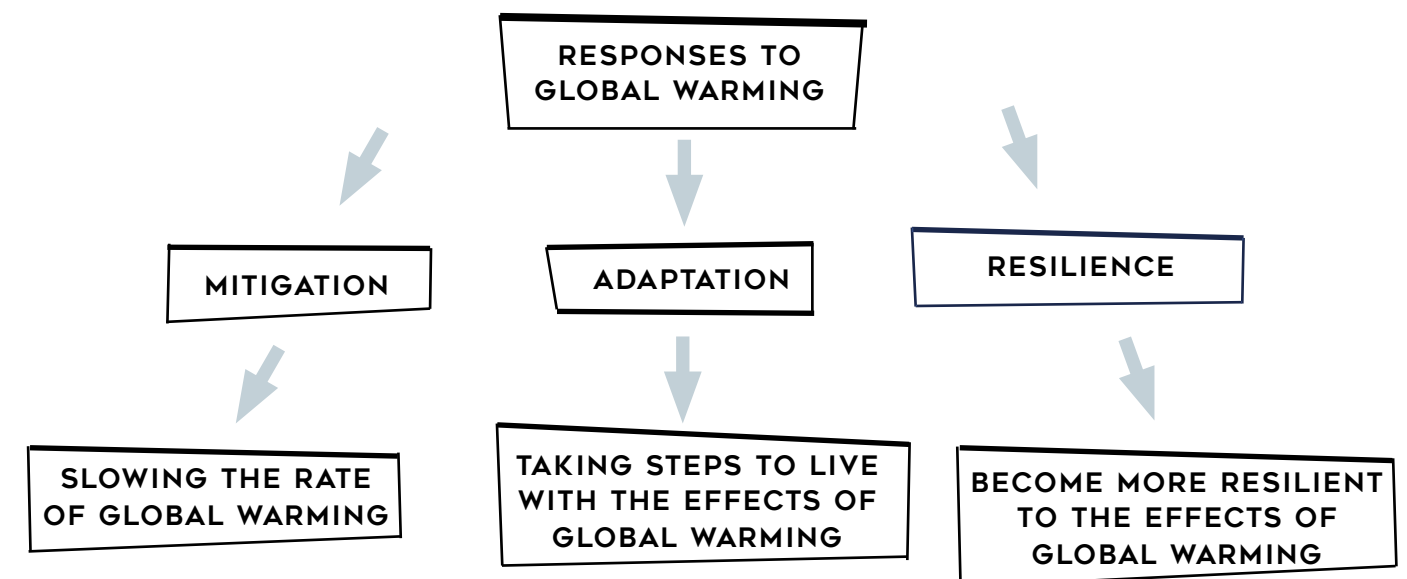 RESPONSES TO
GLOBAL WARMING
MITIGATION
ADAPTATION
RESILIENCE
SLOWING THE RATE
OF GLOBAL WARMING
TAKING STEPS TO LIVE
WITH THE EFFECTS OF
GLOBAL WARMING
BECOME MORE RESILIENT
TO THE EFFECTS OF
GLOBAL WARMING